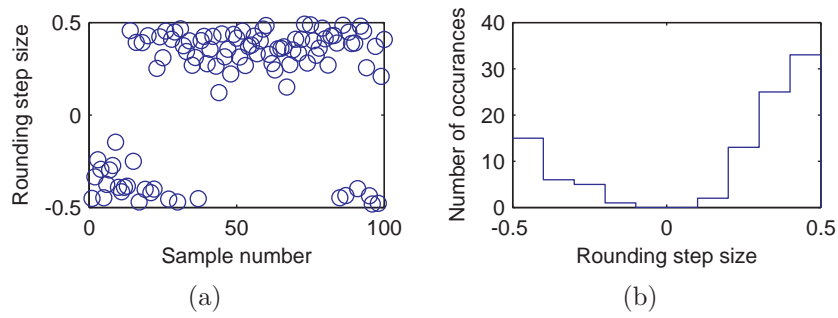 0.5
0
-0.5
Rounding step size
0
50
100
Sample number
(a)
40
30
20
10
0
Number of occurances
-0.5
0
0.5
Rounding step size
(b)